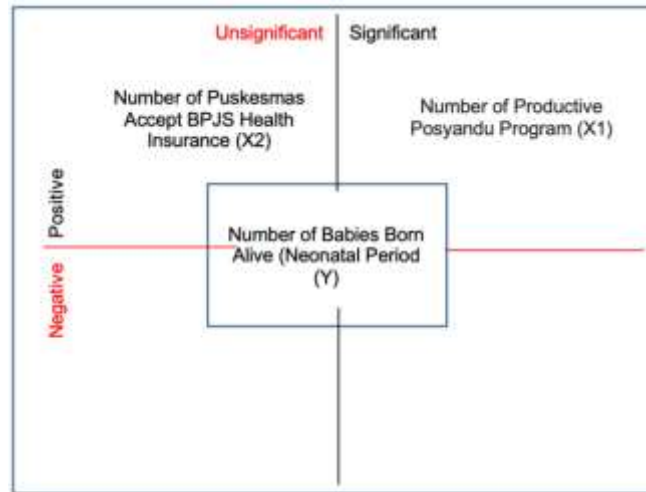 Unsignificant Significant
Number of Puskesmas
Accept BPJS Health
Insurance (X2)
Number of Productive
Posyandu Program (X1)
Positive
Negative
Number of Babies Born
Alive (Neonatal Period
(Y)